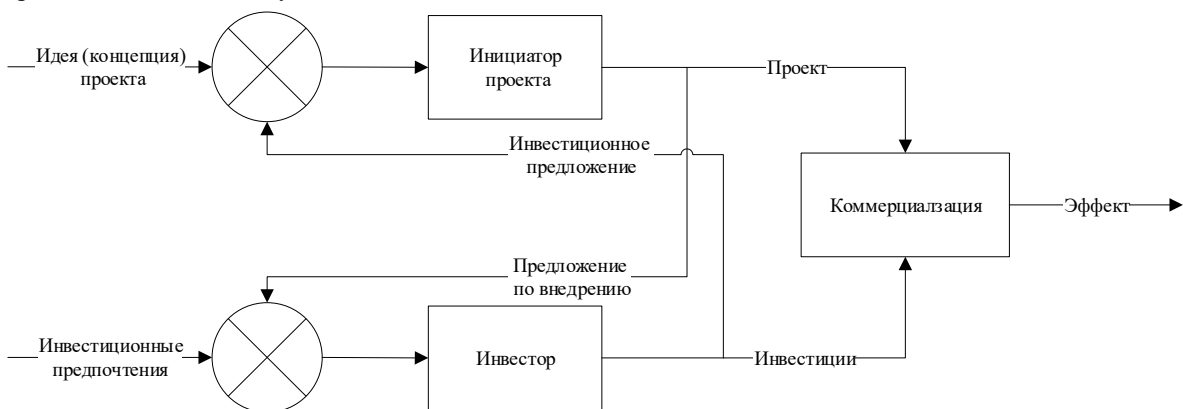 Идея (концепция)
проекта
Инициатор
проекта
Проект
Инвестиционное
предложение
Коммерциалзация
Эффект
Предложение
по внедрению
Инвестиционные
предпочтения
Инвестор
Инвестиции